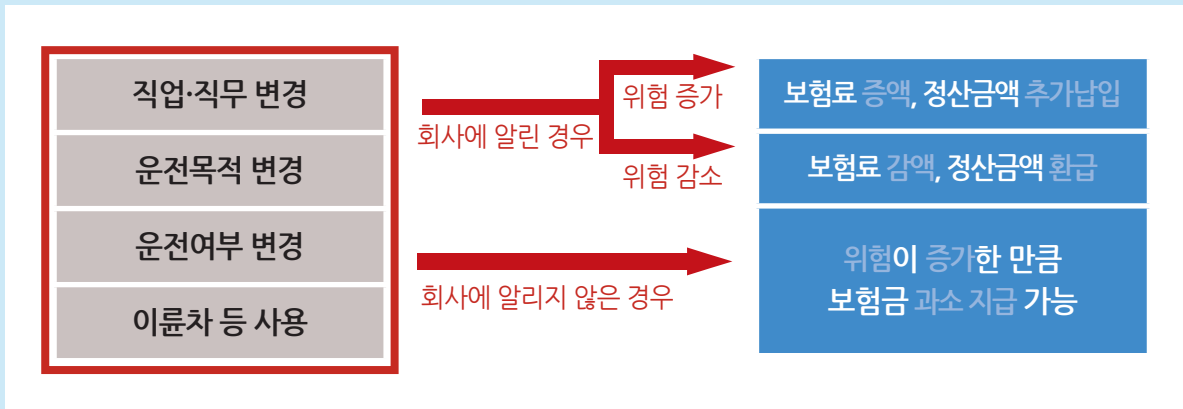 직업·직무 변경
운전목적 변경
운전여부 변경
이륜차 등 사용
회사에 알린 경우
위험 증가
위험 감소
회사에 알리지 않은 경우
보험료 증액, 정산금액 추가납입
보험료 감액, 정산금액 환급
위험이 증가한 만큼
보험금 과소 지급 가능